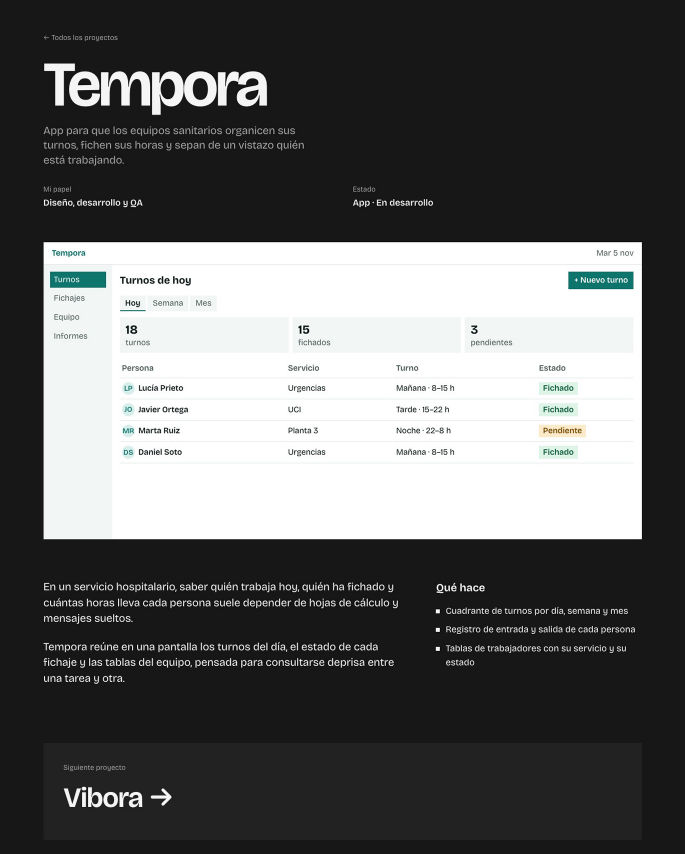 ← Todos los proyectos
Tempora
App para que los equipos sanitarios organicen sus
turnos, fichen sus horas y sepan de un vistazo quién
está trabajando.
Mi papel
Diseño, desarrollo y QA
Estado
App · En desarrollo
Tempora
Mar 5 nov
Turnos
Fichajes
Equipo
Informes
Turnos de hoy
+ Nuevo turno
Hoy Semana Mes
18
turnos
15
fichados
3
pendientes
Persona Servicio Turno Estado
LP Lucía Prieto Urgencias Mañana · 8–15 h Fichado
JO Javier Ortega UCI Tarde · 15–22 h Fichado
MR Marta Ruiz Planta 3 Noche · 22–8 h Pendiente
DS Daniel Soto Urgencias Mañana · 8–15 h Fichado
En un servicio hospitalario, saber quién trabaja hoy, quién ha fichado y
cuántas horas lleva cada persona suele depender de hojas de cálculo y
mensajes sueltos.
Tempora reúne en una pantalla los turnos del día, el estado de cada
fichaje y las tablas del equipo, pensada para consultarse deprisa entre
una tarea y otra.
Qué hace
Cuadrante de turnos por día, semana y mes
Registro de entrada y salida de cada persona
Tablas de trabajadores con su servicio y su
estado
Siguiente proyecto
Vibora →